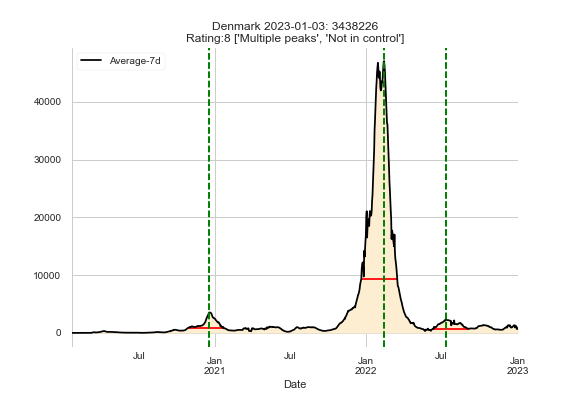 Denmark 2023-01-03: 3438226
Rating:8 ['Multiple peaks', 'Not in control']
Average-7d
40000
30000
20000
10000
0
Jul
Jan
2021
Jul
Jan
2022
Jul
Jan
2023
Date